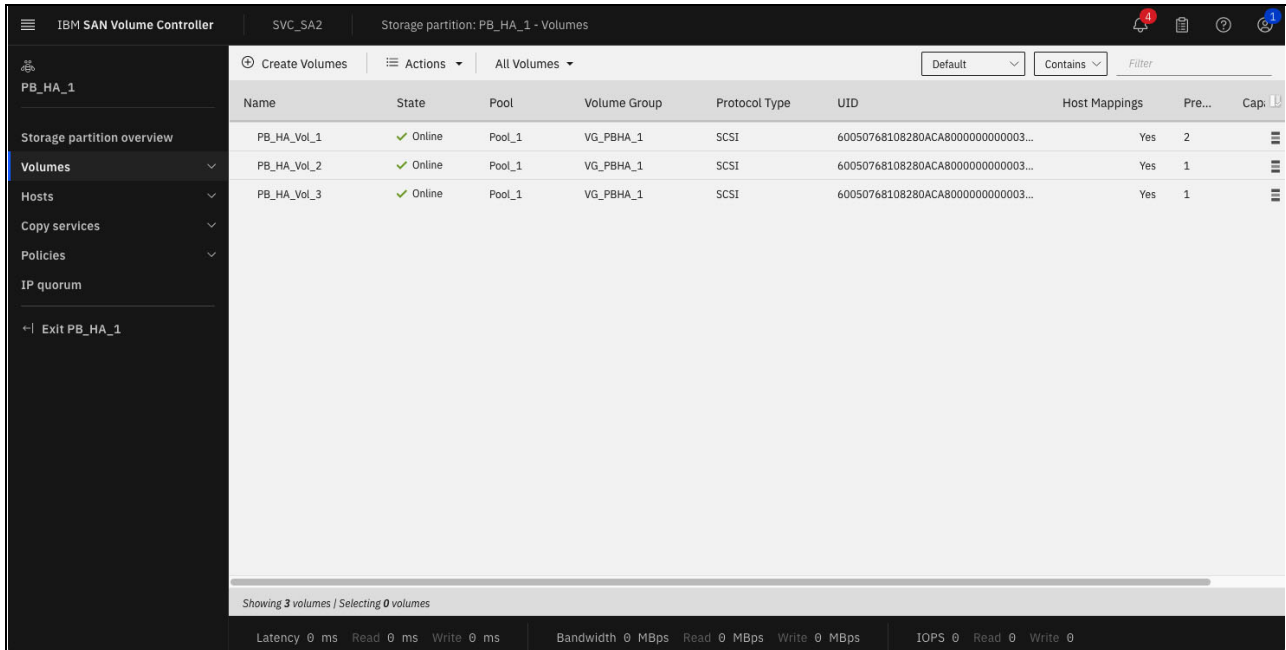 IBM SAN Volume Controller SVC_SA2 Storage partition: PB_HA_1 - Volumes 4 1
PB_HA_1
Storage partition overview
Volumes
Hosts
Copy services
Policies
IP quorum
Exit PB_HA_1
Create Volumes Actions All Volumes Default Contains Filter
Name State Pool Volume Group Protocol Type UID Host Mappings Pre... Capa
PB_HA_Vol_1 Online Pool_1 VG_PBHA_1 SCSI 60050768108280ACA8000000000003... Yes 2
PB_HA_Vol_2 Online Pool_1 VG_PBHA_1 SCSI 60050768108280ACA8000000000003... Yes 1
PB_HA_Vol_3 Online Pool_1 VG_PBHA_1 SCSI 60050768108280ACA8000000000003... Yes 1
Showing 3 volumes | Selecting 0 volumes
Latency 0 ms Read 0 ms Write 0 ms Bandwidth 0 MBps Read 0 MBps Write 0 MBps IOPS 0 Read 0 Write 0